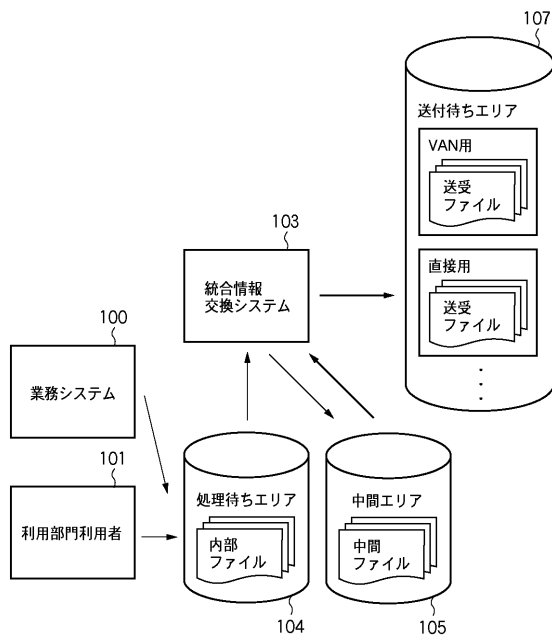 107
送付待ちエリア
VAN用
送受
ファイル
直接用
送受
ファイル
103
統合情報
交換システム
100
業務システム
101
利用部門利用者
処理待ちエリア
内部
ファイル
104
中間エリア
中間
ファイル
105